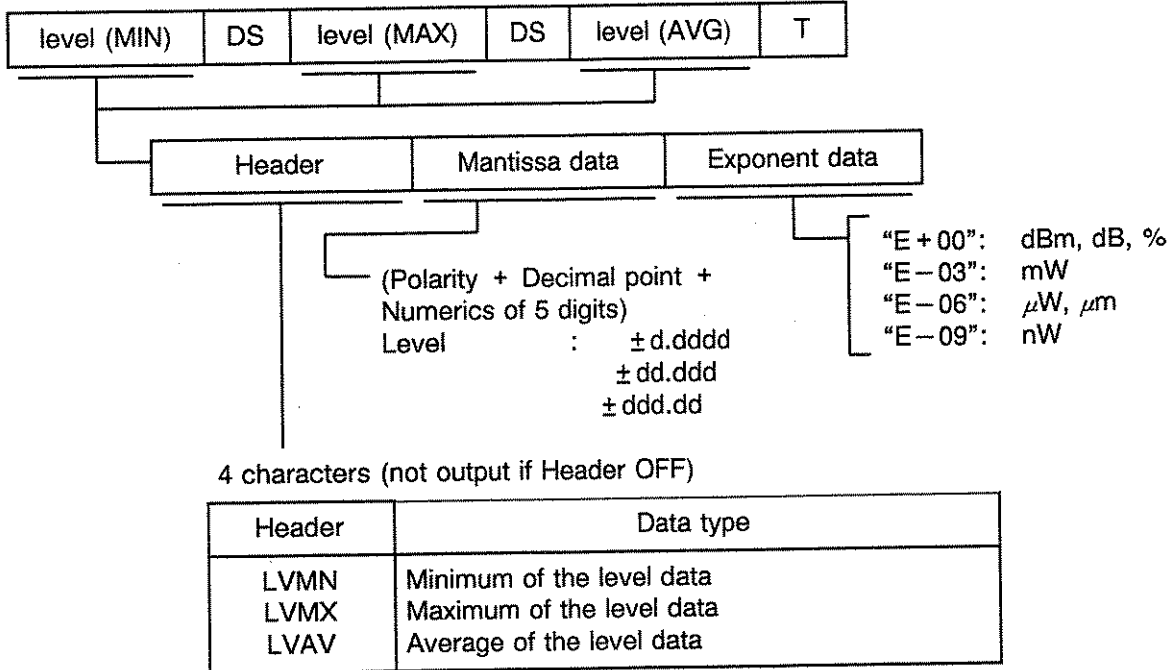 level (MIN) DS level (MAX) DS level (AVG) T
Header Mantissa data Exponent data
(Polarity + Decimal point +
Numerics of 5 digits)
Level : ±d.dddd
±dd.ddd
±ddd.dd
“E+00”: dBm, dB, %
“E−03”: mW
“E−06”: μW, μm
“E−09”: nW
4 characters (not output if Header OFF)
Header Data type
LVMN Minimum of the level data
LVMX Maximum of the level data
LVAV Average of the level data